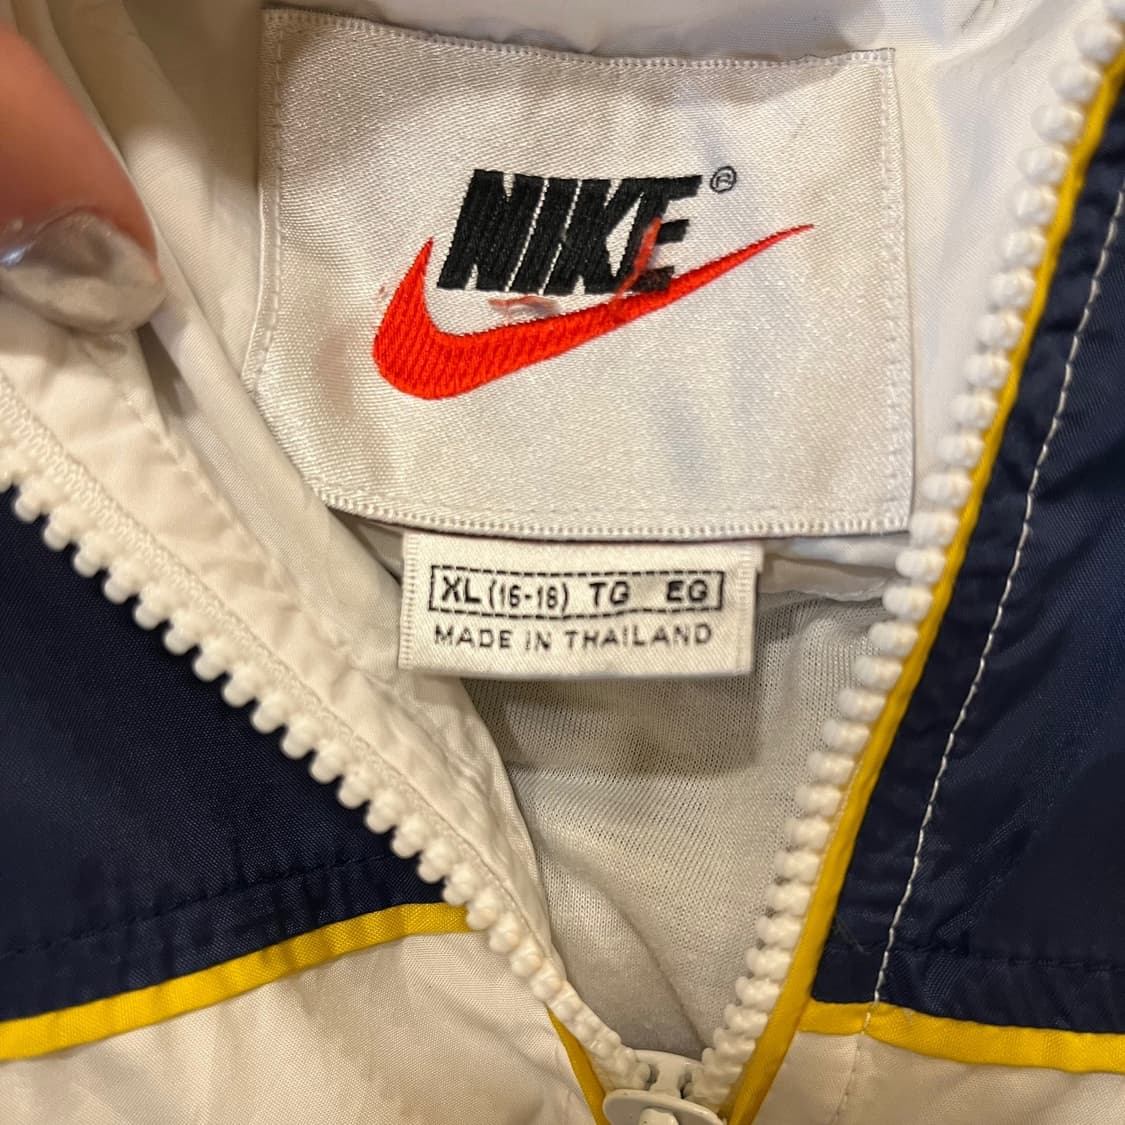 NIKE®
XL (16-18) TG EG
MADE IN THAILAND